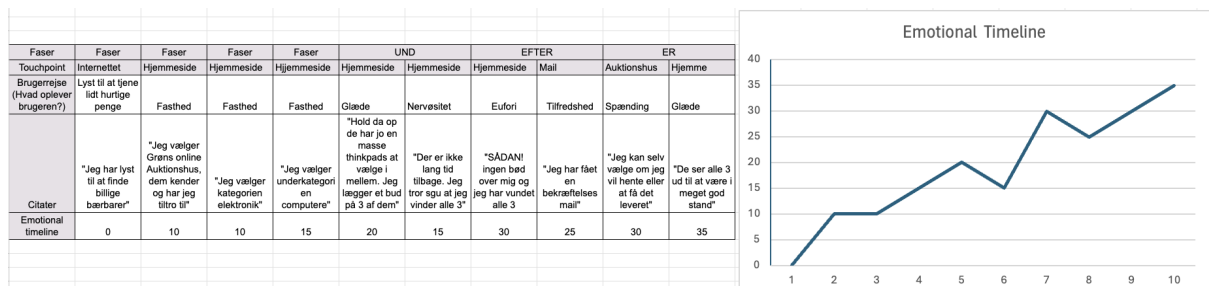 Faser Faser Faser Faser Faser UND EFTER ER
Touchpoint Internettet Hjemmeside Hjemmeside Hjjemmeside Hjemmeside Hjemmeside Hjemmeside Mail Auktionshus Hjemme
Brugerrejse
(Hvad oplever
brugeren?)
Lyst til at tjene
lidt hurtige
penge
Fasthed
Fasthed
Fasthed
Glæde
Nervøsitet
Eufori
Tilfredshed
Spænding
Glæde
Citater
"Jeg har lyst
til at finde
billige
bærbarer"
"Jeg vælger
Grøns online
Auktionshus,
dem kender
og har jeg
tiltro til"
"Jeg vælger
kategorien
elektronik"
"Jeg vælger
underkategori
en
computere"
"Hold da op
de har jo en
masse
thinkpads at
vælge i
mellem. Jeg
lægger et bud
på 3 af dem"
"Der er ikke
lang tid
tilbage. Jeg
tror sgu at jeg
vinder alle 3"
"SÅDAN!
ingen bød
over mig og
jeg har vundet
alle 3
"Jeg har fået
en
bekræftelses
mail"
"Jeg kan selv
vælge om jeg
vil hente eller
at få det
leveret"
"De ser alle 3
ud til at være i
meget god
stand"
Emotional
timeline
0 10 10 15 20 15 30 25 30 35
Emotional Timeline
40
35
30
25
20
15
10
5
0
1 2 3 4 5 6 7 8 9 10